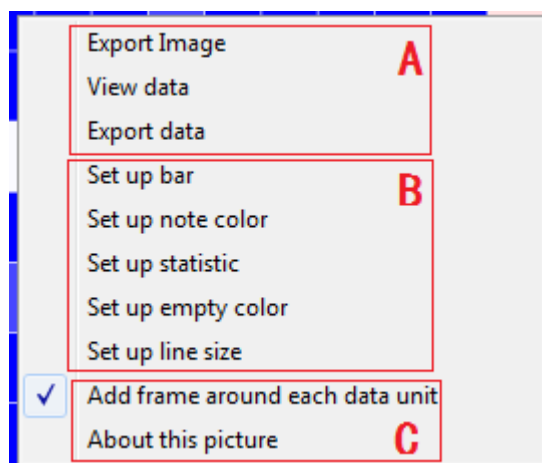 Export Image
A
View data
Export data
Set up bar
B
Set up note color
Set up statistic
Set up empty color
Set up line size
Add frame around each data unit
About this picture
C